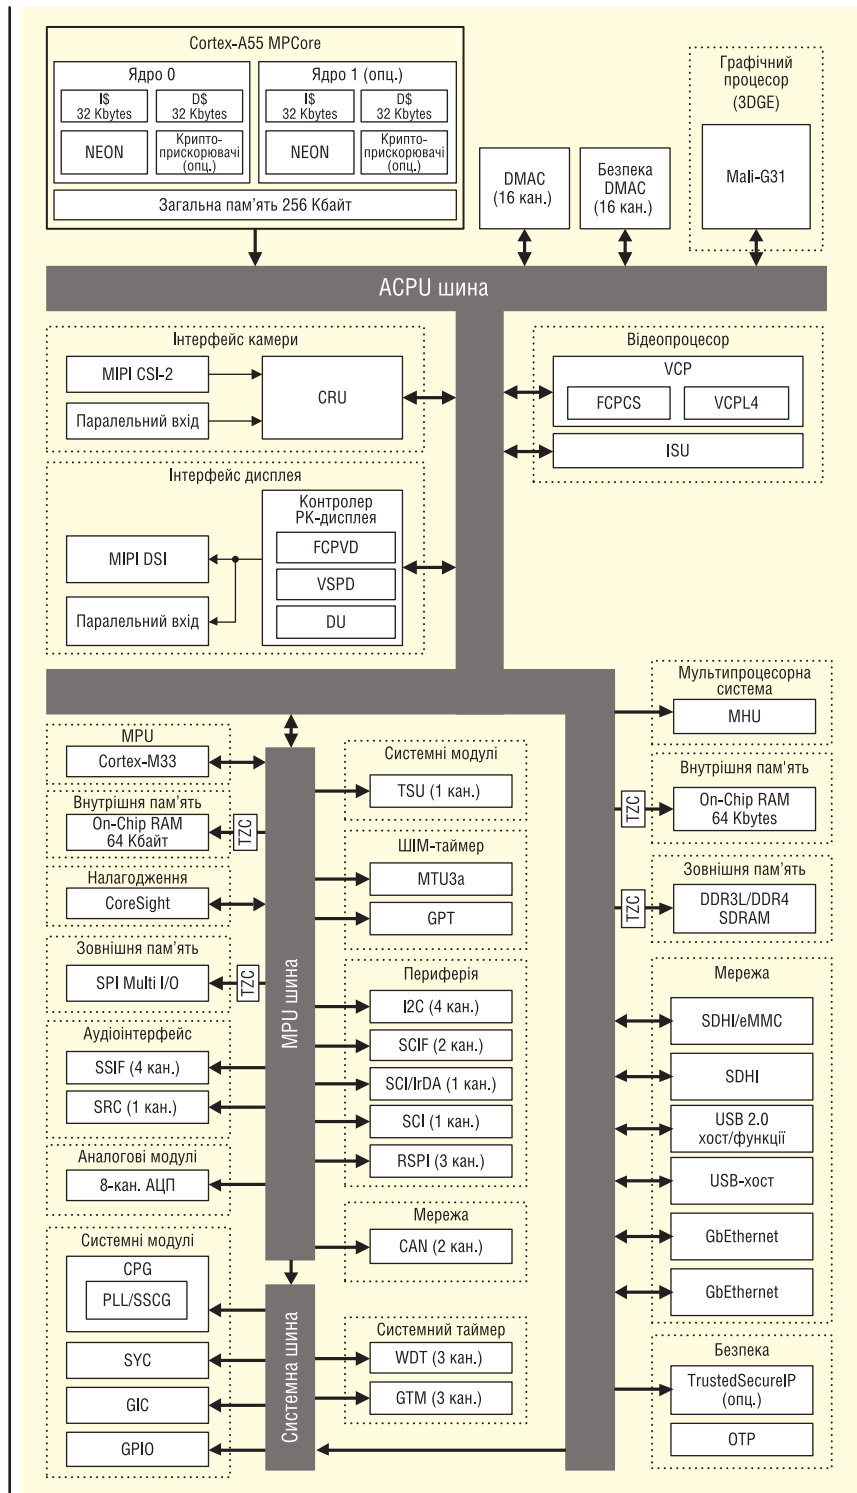 Cortex-A55 MPCore
Ядро 0
I$
32 Kbytes
D$
32 Kbytes
NEON
Крипто-
прискорювачі
(опц.)
Ядро 1 (опц.)
I$
32 Kbytes
D$
32 Kbytes
NEON
Крипто-
прискорювачі
(опц.)
Загальна пам’ять 256 Кбайт
DMAC
(16 кан.)
Безпека
DMAC
(16 кан.)
Графічний
процесор
(3DGE)
Mali-G31
ACPU шина
Інтерфейс камери
MIPI CSI-2
Паралельний вхід
CRU
Відеопроцесор
VCP
FCPCS
VCPL4
ISU
Інтерфейс дисплея
MIPI DSI
Паралельний вхід
Контролер
РК-дисплея
FCPVD
VSPD
DU
MPU
Cortex-M33
Внутрішня пам’ять
On-Chip RAM
64 Кбайт
TZC
Налагодження
CoreSight
Зовнішня пам’ять
SPI Multi I/O
TZC
Аудіоінтерфейс
SSIF (4 кан.)
SRC (1 кан.)
Аналогові модулі
8-кан. АЦП
Системні модулі
CPG
PLL/SSCG
SYC
GIC
GPIO
MPU шина
Системна шина
Системні модулі
TSU (1 кан.)
ШІМ-таймер
MTU3a
GPT
Периферія
I2C (4 кан.)
SCIF (2 кан.)
SCI/IrDA (1 кан.)
SCI (1 кан.)
RSPI (3 кан.)
Мережа
CAN (2 кан.)
Системний таймер
WDT (3 кан.)
GTM (3 кан.)
Мультипроцесорна
система
MHU
Внутрішня пам'ять
TZC
On-Chip RAM
64 Kbytes
Зовнішня пам’ять
TZC
DDR3L/DDR4
SDRAM
Мережа
SDHI/eMMC
SDHI
USB 2.0
хост/функції
USB-хост
GbEthernet
GbEthernet
Безпека
TrustedSecureIP
(опц.)
OTP